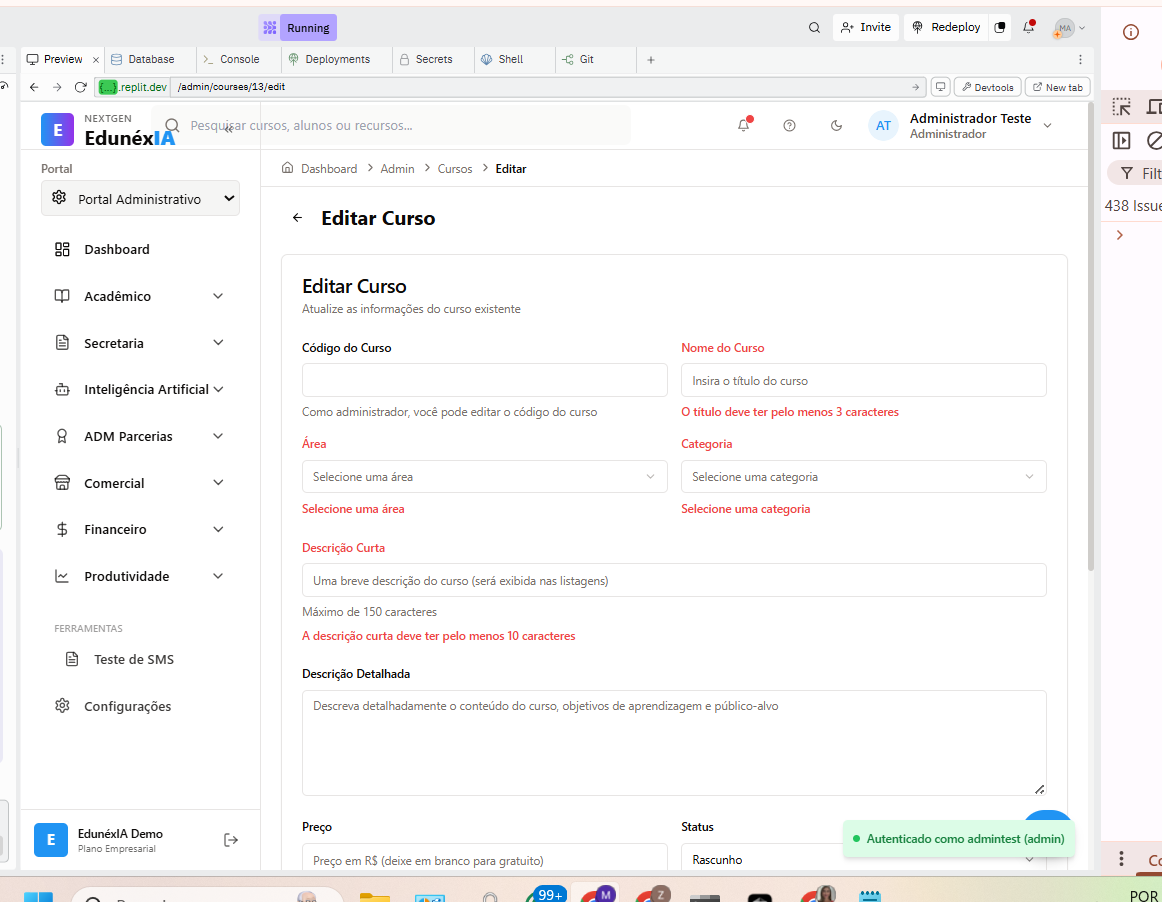 Running
Invite
Redeploy
MA
Preview
Database
Console
Deployments
Secrets
Shell
Git
{...}.replit.dev
/admin/courses/13/edit
Devtools
New tab
E
NEXTGEN
EdunéxIA
Pesquisar cursos, alunos ou recursos...
AT
Administrador Teste
Administrador
Portal
Portal Administrativo
Dashboard
Acadêmico
Secretaria
Inteligência Artificial
ADM Parcerias
Comercial
Financeiro
Produtividade
FERRAMENTAS
Teste de SMS
Configurações
E
EdunéxIA Demo
Plano Empresarial
Dashboard > Admin > Cursos > Editar
Editar Curso
Editar Curso
Atualize as informações do curso existente
Código do Curso
Como administrador, você pode editar o código do curso
Nome do Curso
Insira o título do curso
O título deve ter pelo menos 3 caracteres
Área
Selecione uma área
Selecione uma área
Categoria
Selecione uma categoria
Selecione uma categoria
Descrição Curta
Uma breve descrição do curso (será exibida nas listagens)
Máximo de 150 caracteres
A descrição curta deve ter pelo menos 10 caracteres
Descrição Detalhada
Descreva detalhadamente o conteúdo do curso, objetivos de aprendizagem e público-alvo
Preço
Preço em R$ (deixe em branco para gratuito)
Status
Rascunho
Autenticado como admintest (admin)
Filt
438 Issue
Co
99+
M
Z
POR